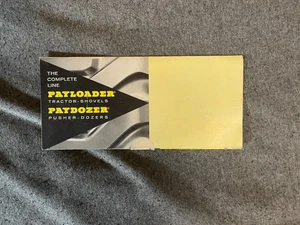 THE
COMPLETE
LINE
PAYLOADER®
TRACTOR-SHOVELS
PAYDOZER®
PUSHER-DOZERS